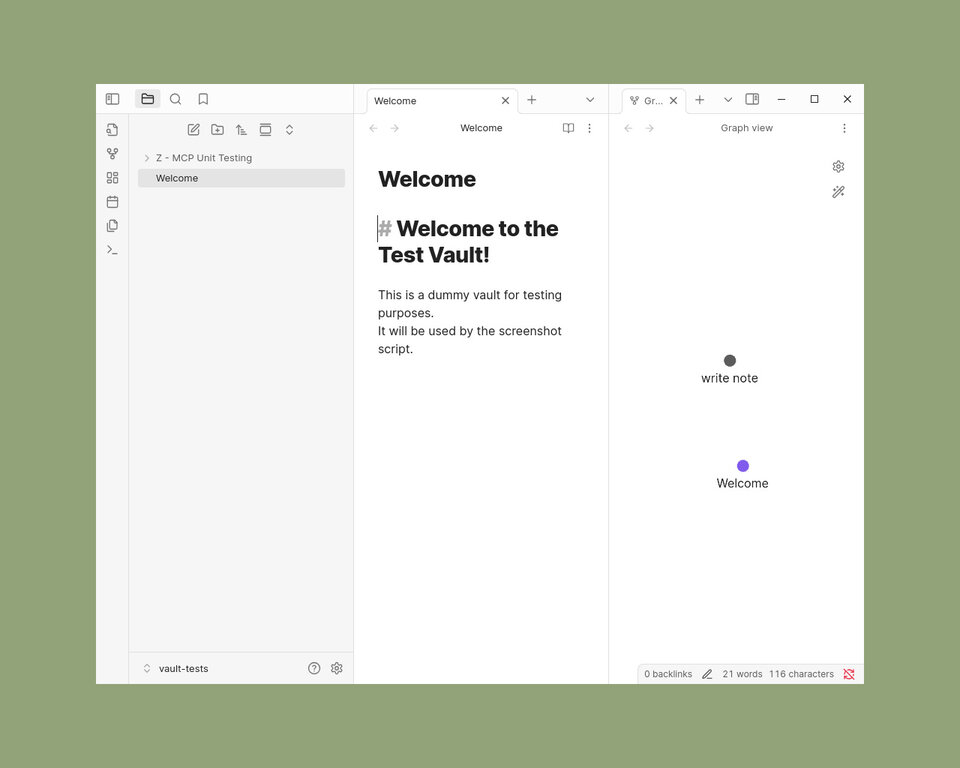 Welcome
Gr...
Welcome
Graph view
Z - MCP Unit Testing
Welcome
Welcome
# Welcome to the
Test Vault!
This is a dummy vault for testing
purposes.
It will be used by the screenshot
script.
write note
Welcome
vault-tests
0 backlinks
21 words
116 characters